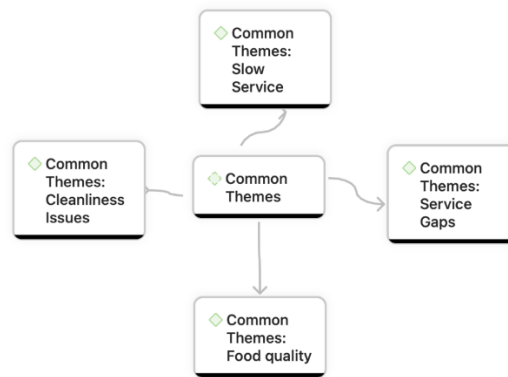 Common
Themes:
Slow
Service
Common
Themes:
Cleanliness
Issues
Common
Themes
Common
Themes:
Service
Gaps
Common
Themes:
Food quality